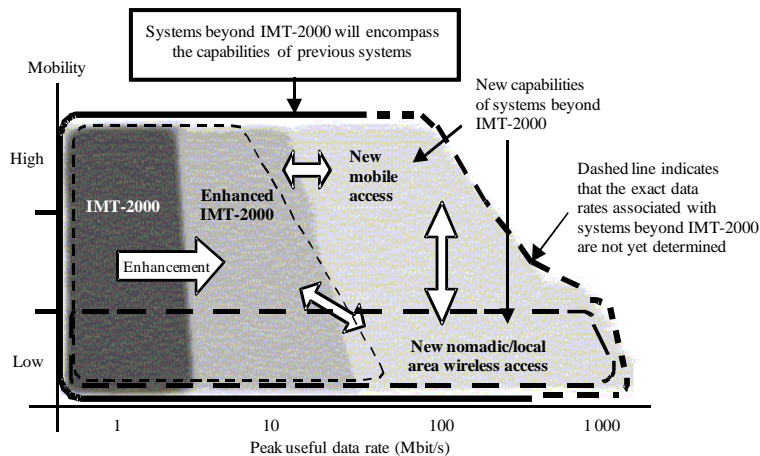 Systems beyond IMT-2000 will encompass
the capabilities of previous systems
Mobility
New capabilities
of systems beyond
IMT-2000
High
New
mobile
access
Dashed line indicates
that the exact data
rates associated with
systems beyond IMT-2000
are not yet determined
IMT-2000
Enhanced
IMT-2000
Enhancement
Low
New nomadic/local
area wireless access
1
10
100
1 000
Peak useful data rate (Mbit/s)